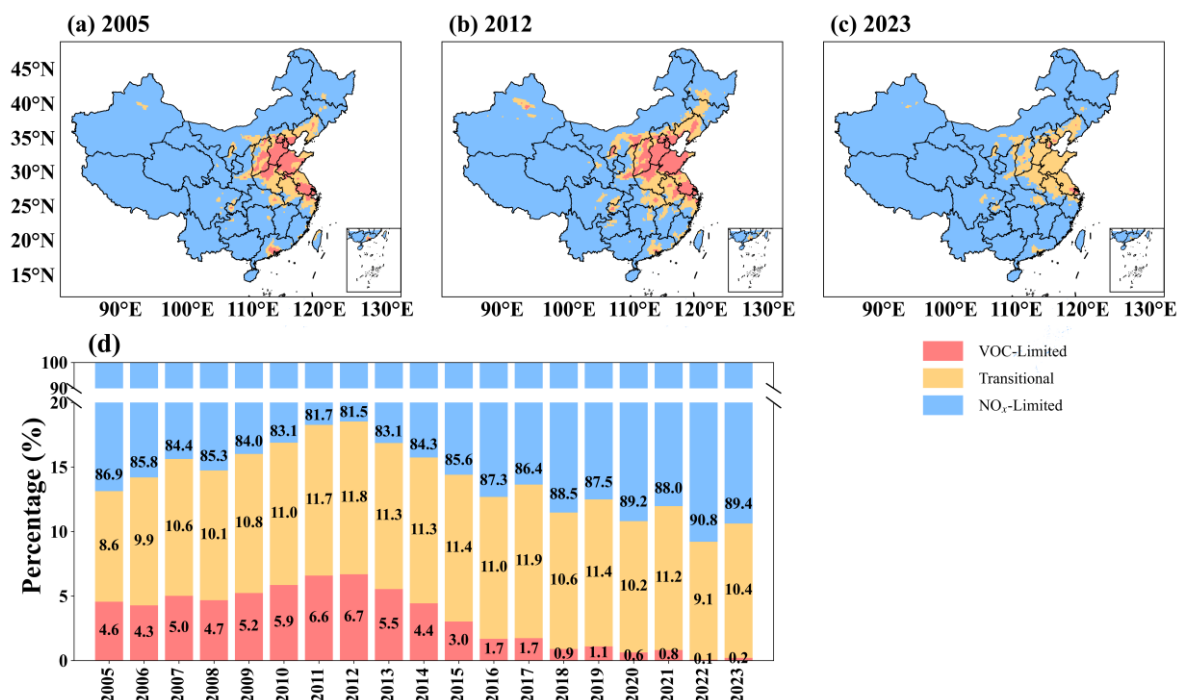 (a) 2005 (b) 2012 (c) 2023
45°N
40°N
35°N
30°N
25°N
20°N
15°N
90°E 100°E 110°E 120°E 130°E 90°E 100°E 110°E 120°E 130°E 90°E 100°E 110°E 120°E 130°E
(d)
VOC-Limited
Transitional
NOx-Limited
Percentage (%)
100
90
20
15
10
5
0
86.9 85.8 84.4 85.3 84.0 83.1 81.7 81.5 83.1 84.3 85.6 87.3 86.4 88.5 87.5 89.2 88.0 90.8 89.4
8.6 9.9 10.6 10.1 10.8 11.0 11.7 11.8 11.3 11.3 11.4 11.0 11.9 10.6 11.4 10.2 11.2 9.1 10.4
4.6 4.3 5.0 4.7 5.2 5.9 6.6 6.7 5.5 4.4 3.0 1.7 1.7 0.9 1.1 0.6 0.8 0.1 0.2
2005 2006 2007 2008 2009 2010 2011 2012 2013 2014 2015 2016 2017 2018 2019 2020 2021 2022 2023